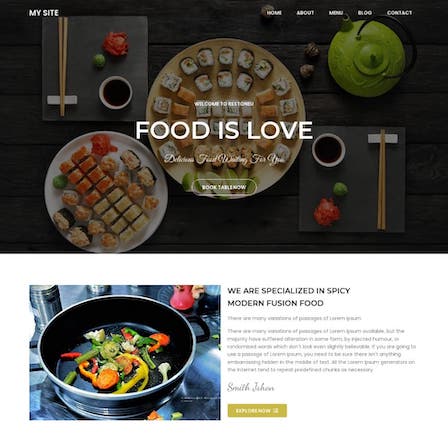 MY SITE
HOME ABOUT MENU BLOG CONTACT
WELCOME TO RESTONEU
FOOD IS LOVE
Delicious Food Waiting For You
BOOK TABLE NOW
WE ARE SPECIALIZED IN SPICY
MODERN FUSION FOOD
There are many variations of passages of Lorem Ipsum
There are many variations of passages of Lorem Ipsum available, but the
majority have suffered alteration in some form, by injected humour, or
randomised words which don't look even slightly believable. If you are going to
use a passage of Lorem Ipsum, you need to be sure there isn't anything
embarrassing hidden in the middle of text. All the Lorem Ipsum generators on
the Internet tend to repeat predefined chunks as necessary
Smith Jhon
EXPLORE NOW